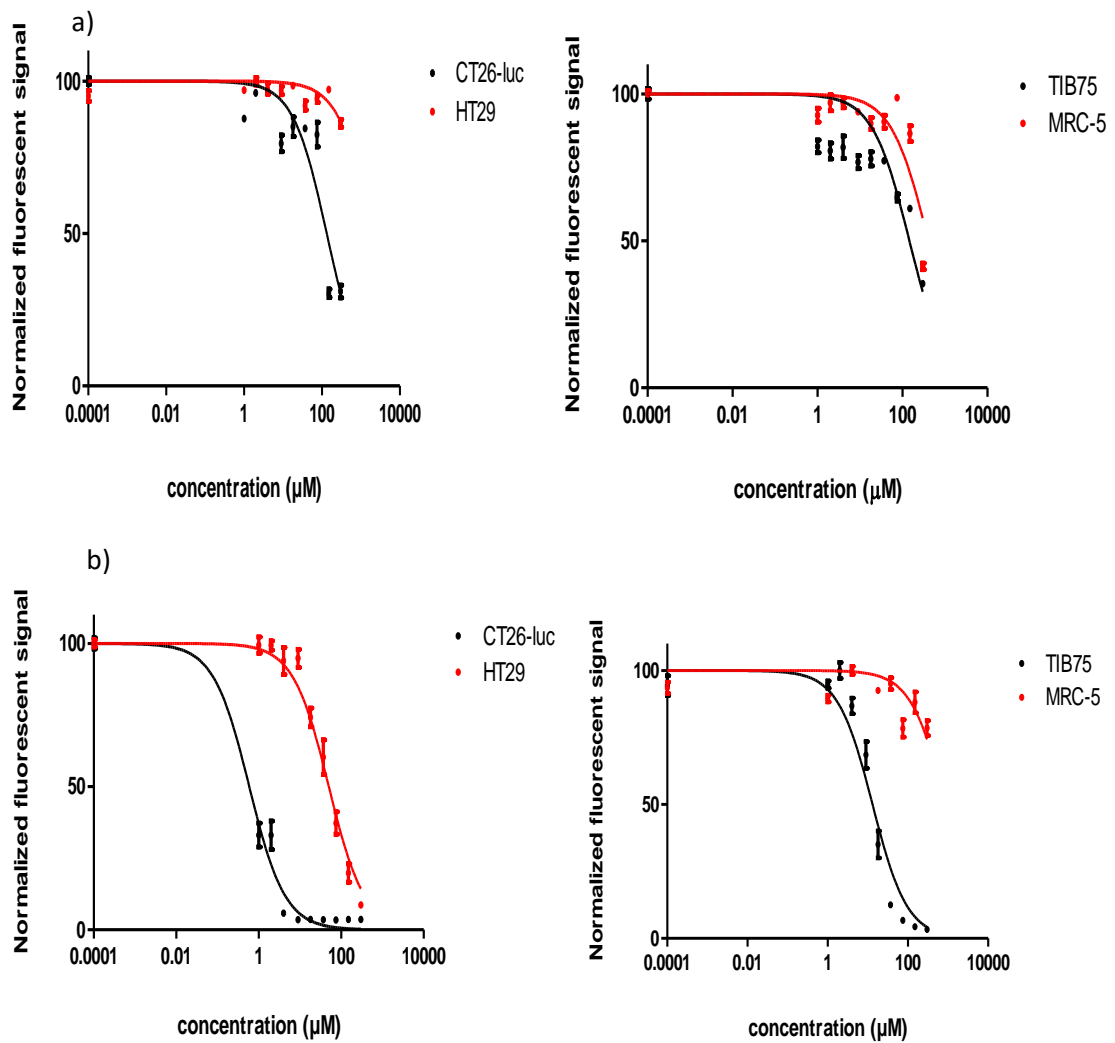 a)
Normalized fluorescent signal
100
50
0
0.0001 0.01 1 100 10000
concentration (µM)
CT26-luc
HT29
Normalized fluorescent signal
100
50
0
0.0001 0.01 1 100 10000
concentration (µM)
TIB75
MRC-5
b)
Normalized fluorescent signal
100
50
0
0.0001 0.01 1 100 10000
concentration (µM)
CT26-luc
HT29
Normalized fluorescent signal
100
50
0
0.0001 0.01 1 100 10000
concentration (µM)
TIB75
MRC-5